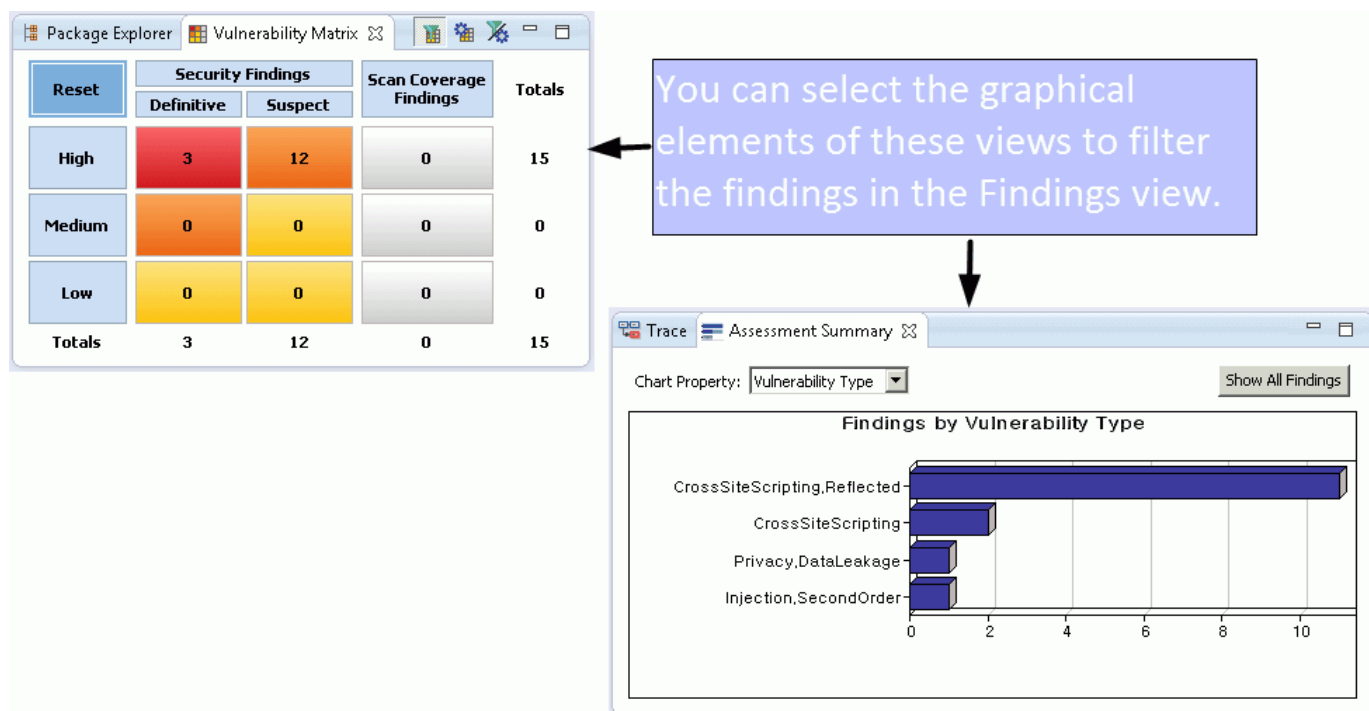 Package Explorer Vulnerability Matrix
Reset Security Findings Scan Coverage Findings Totals
Definitive Suspect
High 3 12 0 15
Medium 0 0 0 0
Low 0 0 0 0
Totals 3 12 0 15
You can select the graphical
elements of these views to filter
the findings in the Findings view.
Trace Assessment Summary
Chart Property: Vulnerability Type Show All Findings
Findings by Vulnerability Type
CrossSiteScripting,Reflected
CrossSiteScripting
Privacy,DataLeakage
Injection,SecondOrder
0 2 4 6 8 10